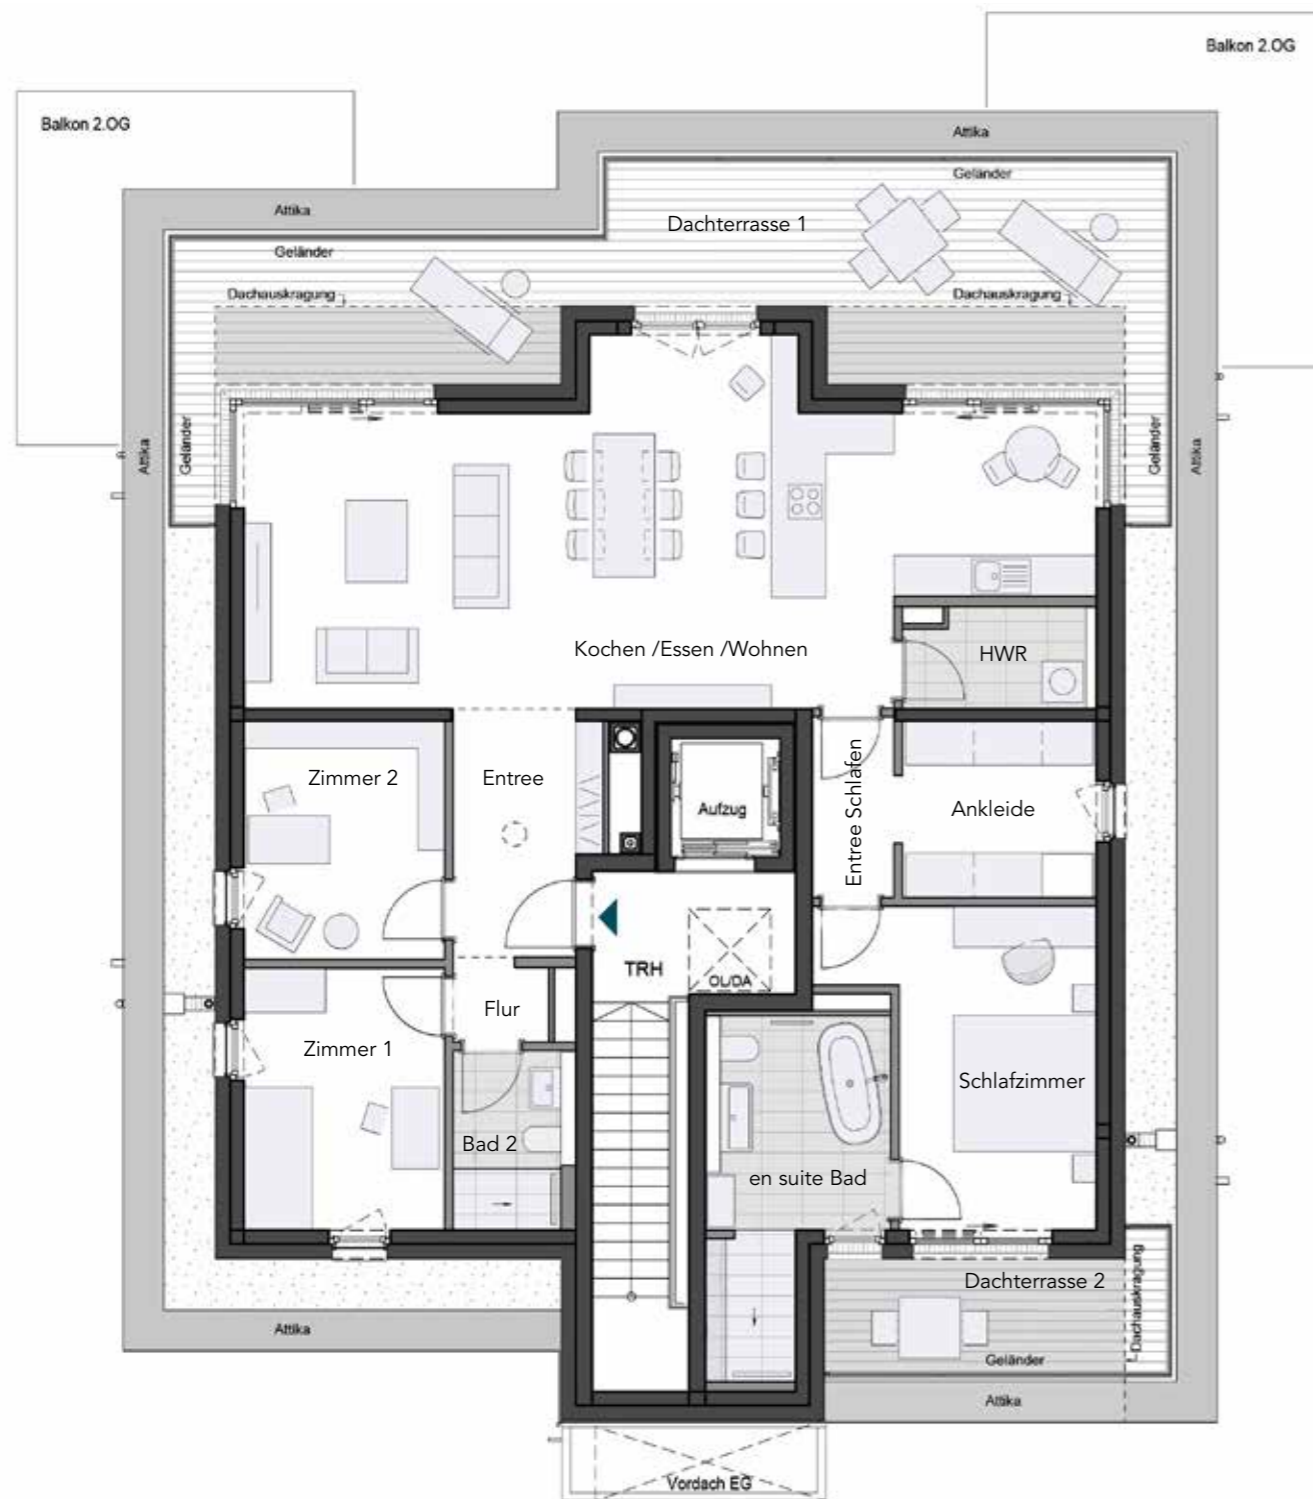 Balkon 2.OG
Balkon 2.OG
Attika
Attika
Geländer
Dachterrasse 1
Geländer
Dachauskragung
Dachauskragung
Attika
Geländer
Geländer
Attika
Kochen /Essen /Wohnen
HWR
Zimmer 2
Entree
Aufzug
Entree Schlafen
Ankleide
TRH
OL/DA
Flur
Zimmer 1
Schlafzimmer
Bad 2
en suite Bad
Dachterrasse 2
Dachauskragung
Attika
Geländer
Attika
Vordach EG